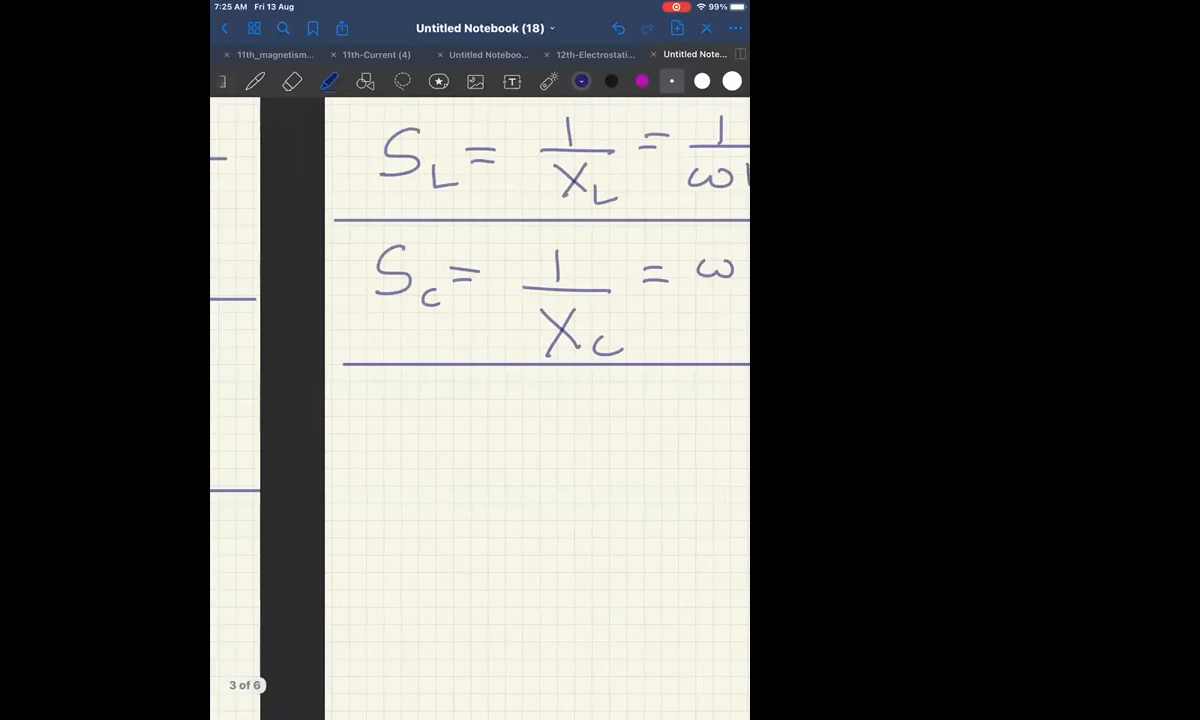 7:25 AM Fri 13 Aug 99%
Untitled Notebook (18)
11th_magnetism... 11th-Current (4) Untitled Noteboo... 12th-Electrostati... Untitled Note...
S_L = 1/X_L = 1/ω
S_C = 1/X_C = ω
3 of 6